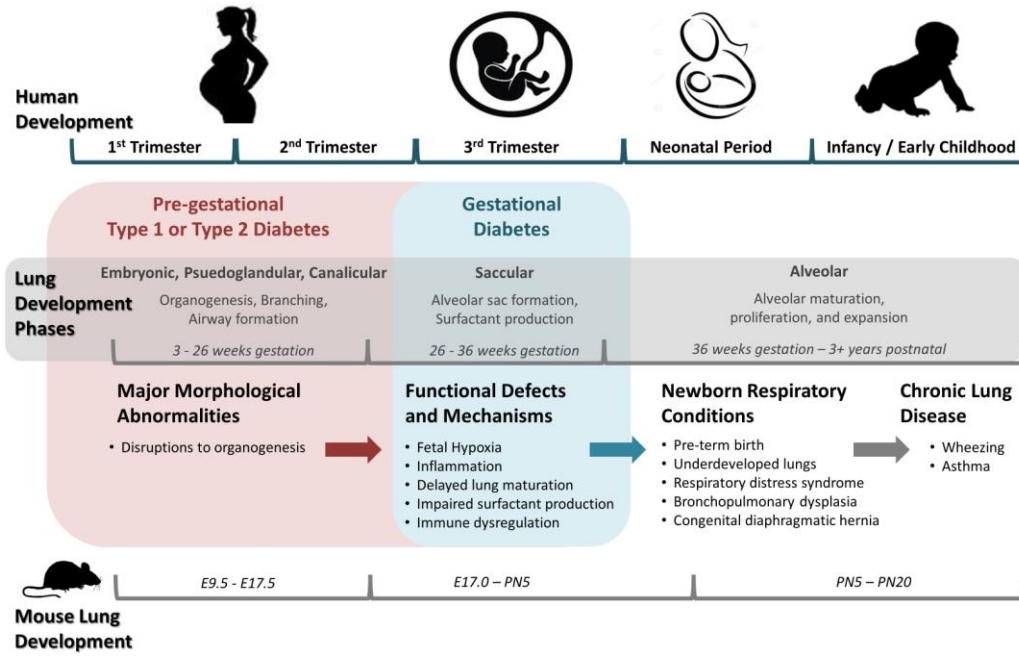 Human
Development
1st Trimester
2nd Trimester
3rd Trimester
Neonatal Period
Infancy / Early Childhood
Pre-gestational
Type 1 or Type 2 Diabetes
Gestational
Diabetes
Lung
Development
Phases
Embryonic, Psuedoglandular, Canalicular
Organogenesis, Branching,
Airway formation
3 - 26 weeks gestation
Saccular
Alveolar sac formation,
Surfactant production
26 - 36 weeks gestation
Alveolar
Alveolar maturation,
proliferation, and expansion
36 weeks gestation – 3+ years postnatal
Major Morphological
Abnormalities
• Disruptions to organogenesis
Functional Defects
and Mechanisms
• Fetal Hypoxia
• Inflammation
• Delayed lung maturation
• Impaired surfactant production
• Immune dysregulation
Newborn Respiratory
Conditions
• Pre-term birth
• Underdeveloped lungs
• Respiratory distress syndrome
• Bronchopulmonary dysplasia
• Congenital diaphragmatic hernia
Chronic Lung
Disease
• Wheezing
• Asthma
Mouse Lung
Development
E9.5 - E17.5
E17.0 – PN5
PN5 – PN20